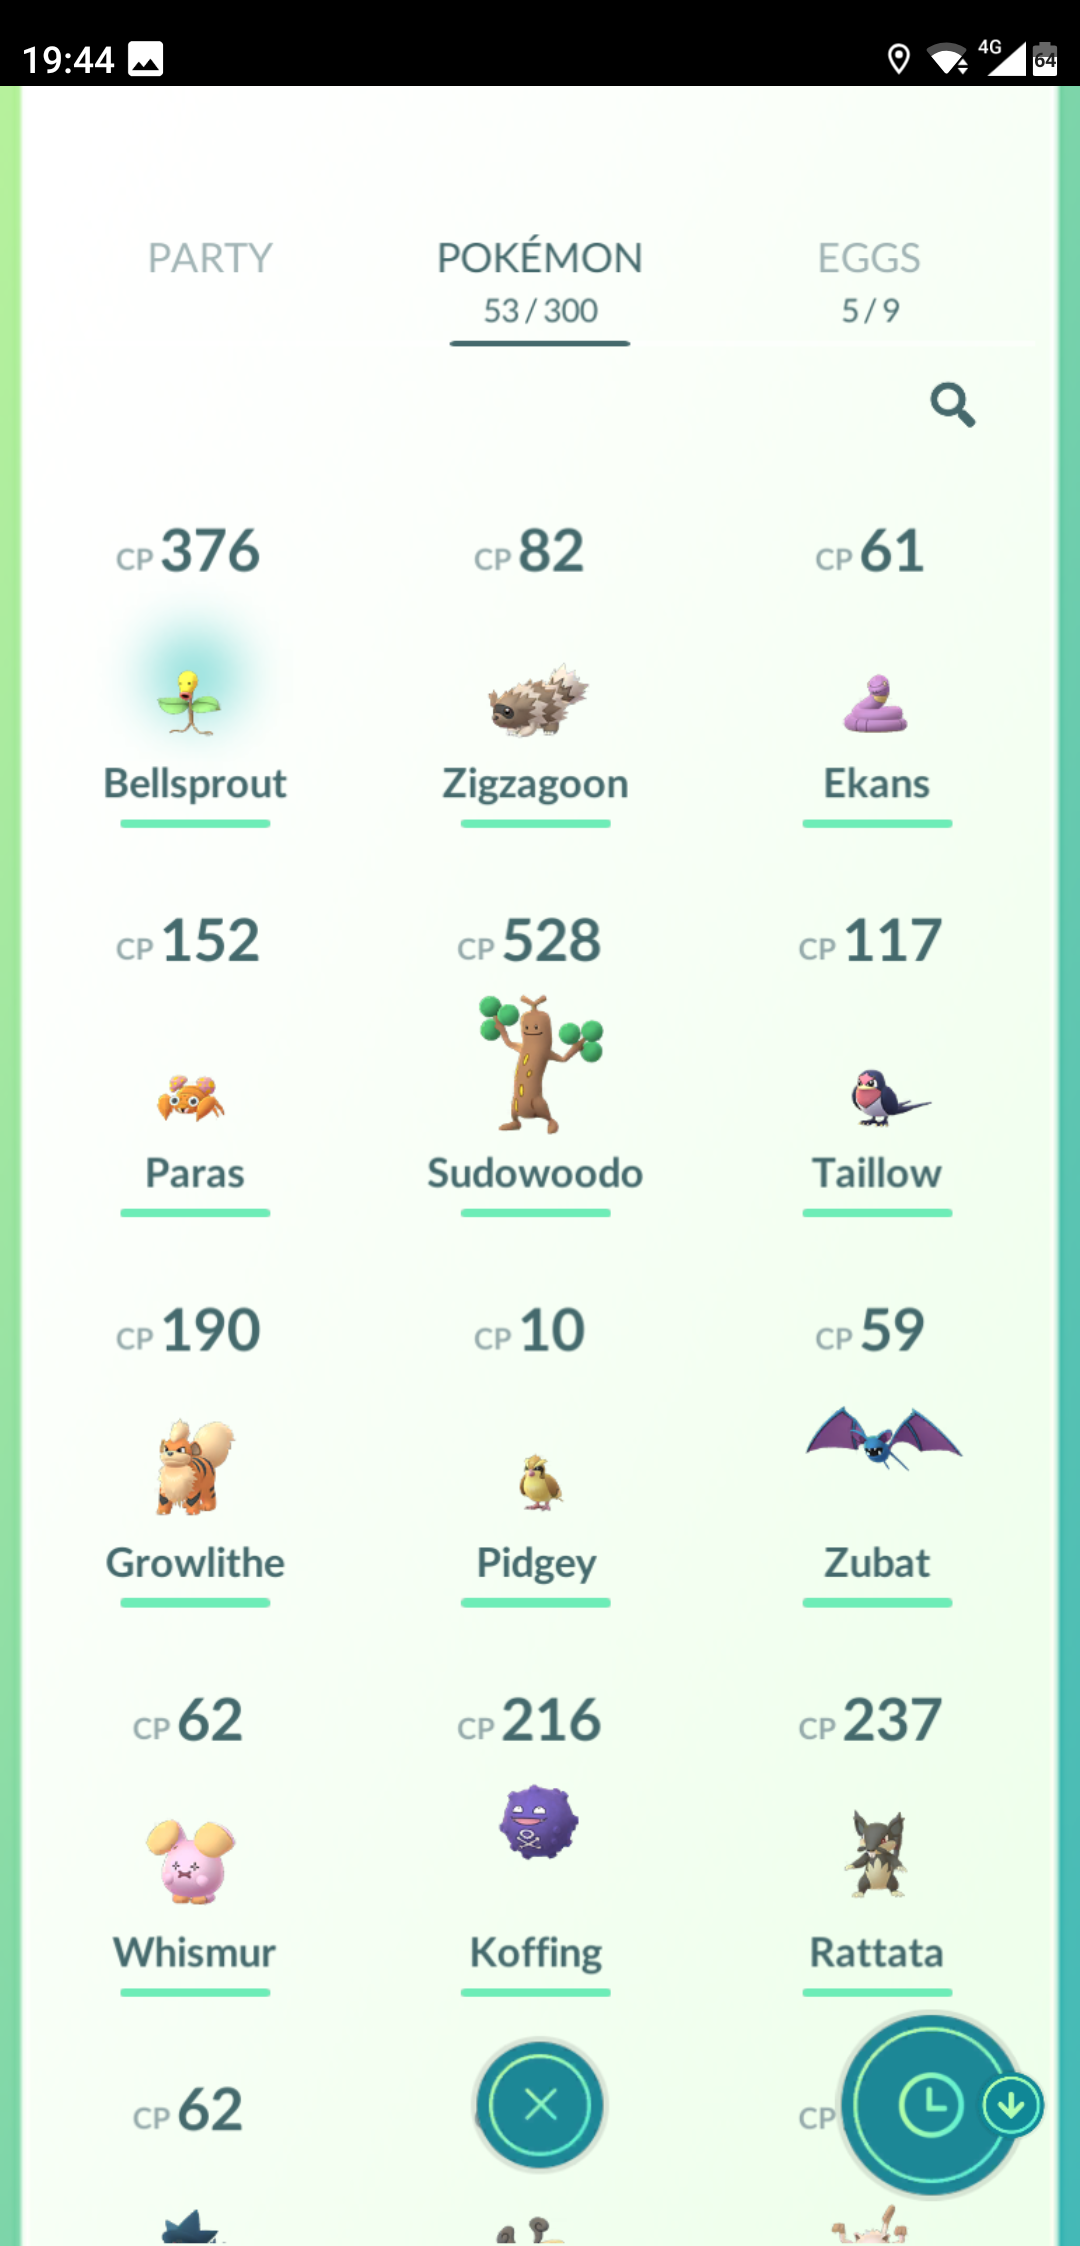 19:44
4G
64
PARTY POKÉMON EGGS
53 / 300 5 / 9
CP 376 CP 82 CP 61
Bellsprout Zigzagoon Ekans
CP 152 CP 528 CP 117
Paras Sudowoodo Taillow
CP 190 CP 10 CP 59
Growlithe Pidgey Zubat
CP 62 CP 216 CP 237
Whismur Koffing Rattata
CP 62 CP